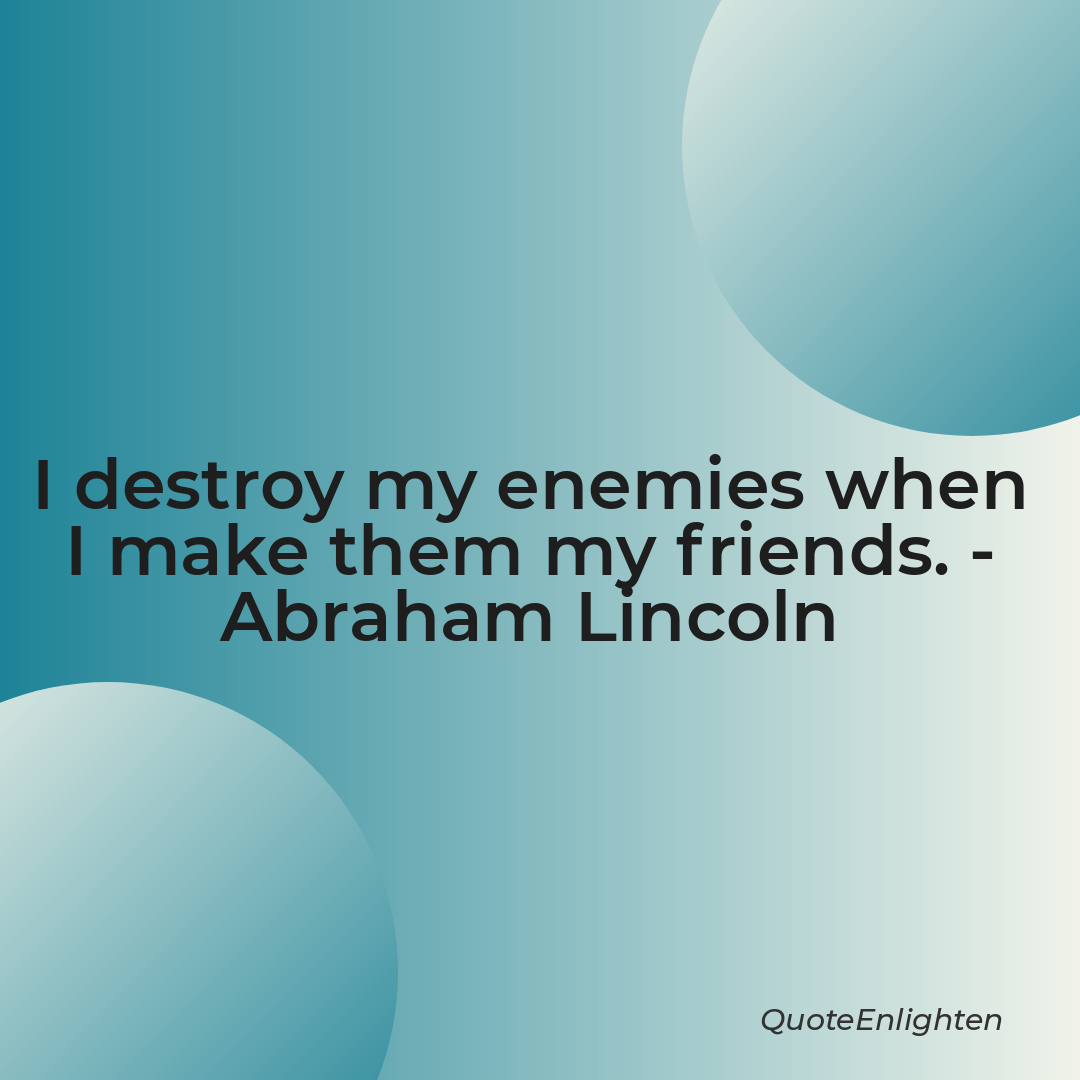 I destroy my enemies when
I make them my friends. -
Abraham Lincoln
QuoteEnlighten